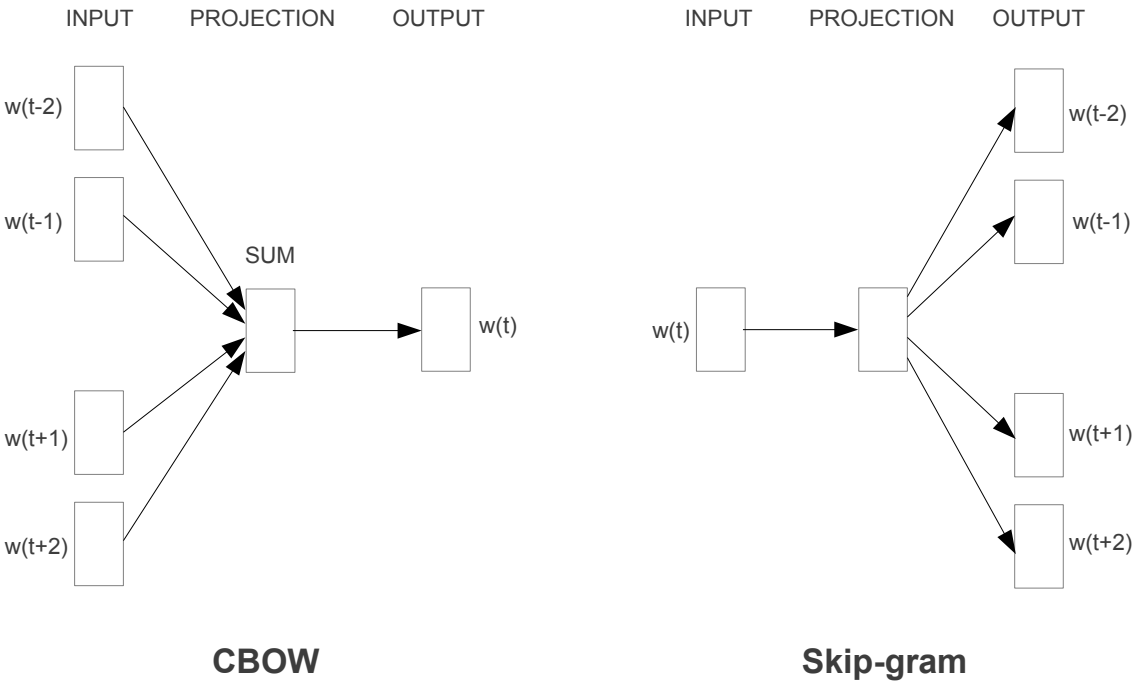 INPUT PROJECTION OUTPUT
w(t-2)
w(t-1)
SUM
w(t)
w(t+1)
w(t+2)
CBOW
INPUT PROJECTION OUTPUT
w(t-2)
w(t-1)
w(t)
w(t+1)
w(t+2)
Skip-gram